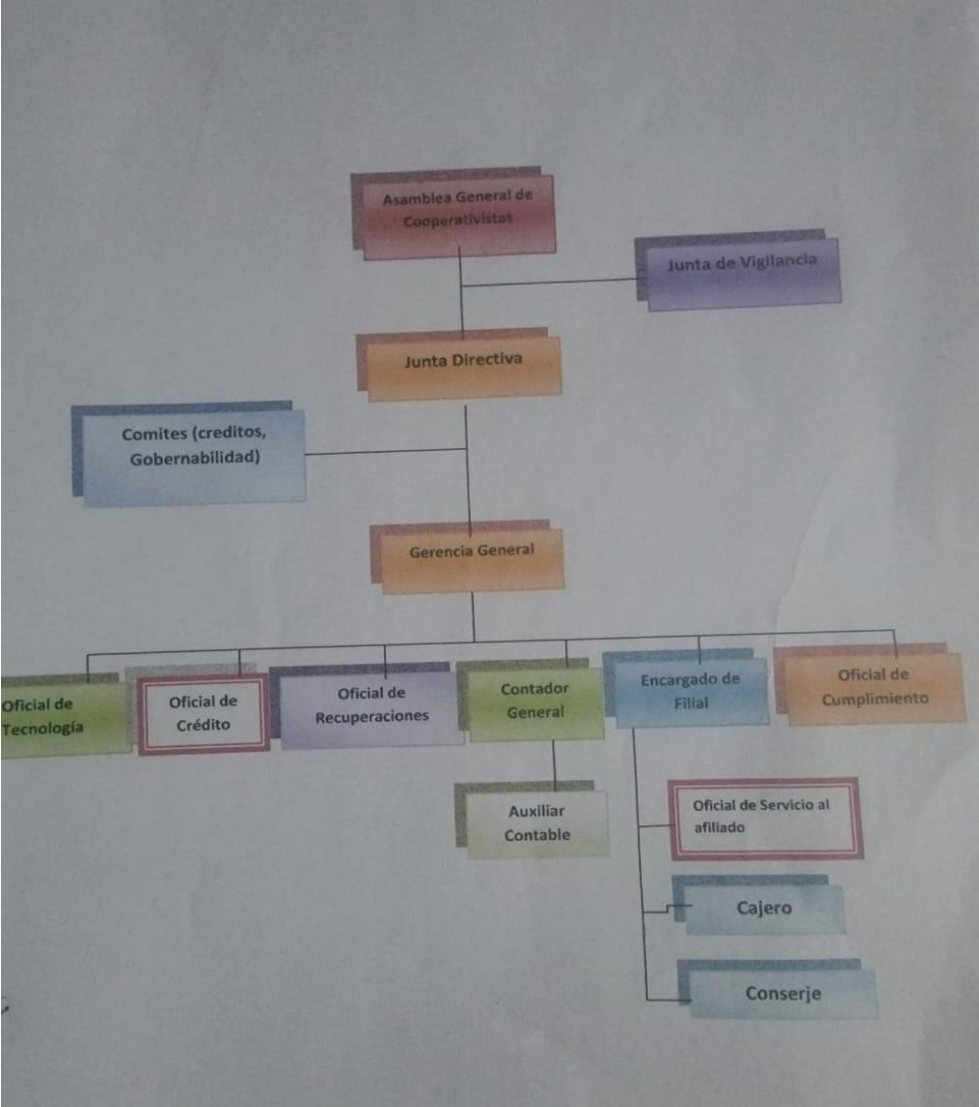 Asamblea General de
Cooperativistas
Junta de Vigilancia
Junta Directiva
Comites (creditos,
Gobernabilidad)
Gerencia General
Oficial de
Tecnología
Oficial de
Crédito
Oficial de
Recuperaciones
Contador
General
Encargado de
Filial
Oficial de
Cumplimiento
Auxiliar
Contable
Oficial de Servicio al
afiliado
Cajero
Conserje